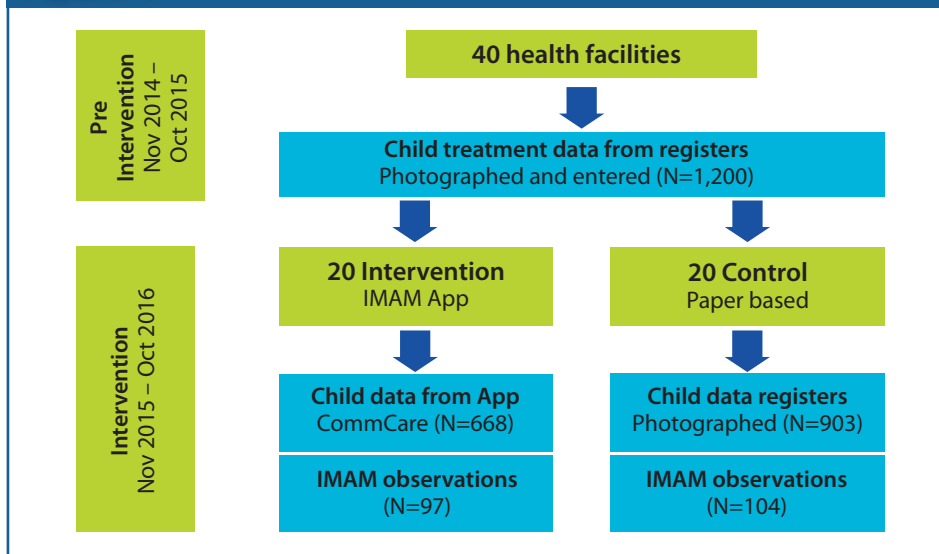 Pre
Intervention
Nov 2014 –
Oct 2015
40 health facilities
Child treatment data from registers
Photographed and entered (N=1,200)
Intervention
Nov 2015 – Oct 2016
20 Intervention
IMAM App
20 Control
Paper based
Child data from App
CommCare (N=668)
Child data registers
Photographed (N=903)
IMAM observations
(N=97)
IMAM observations
(N=104)